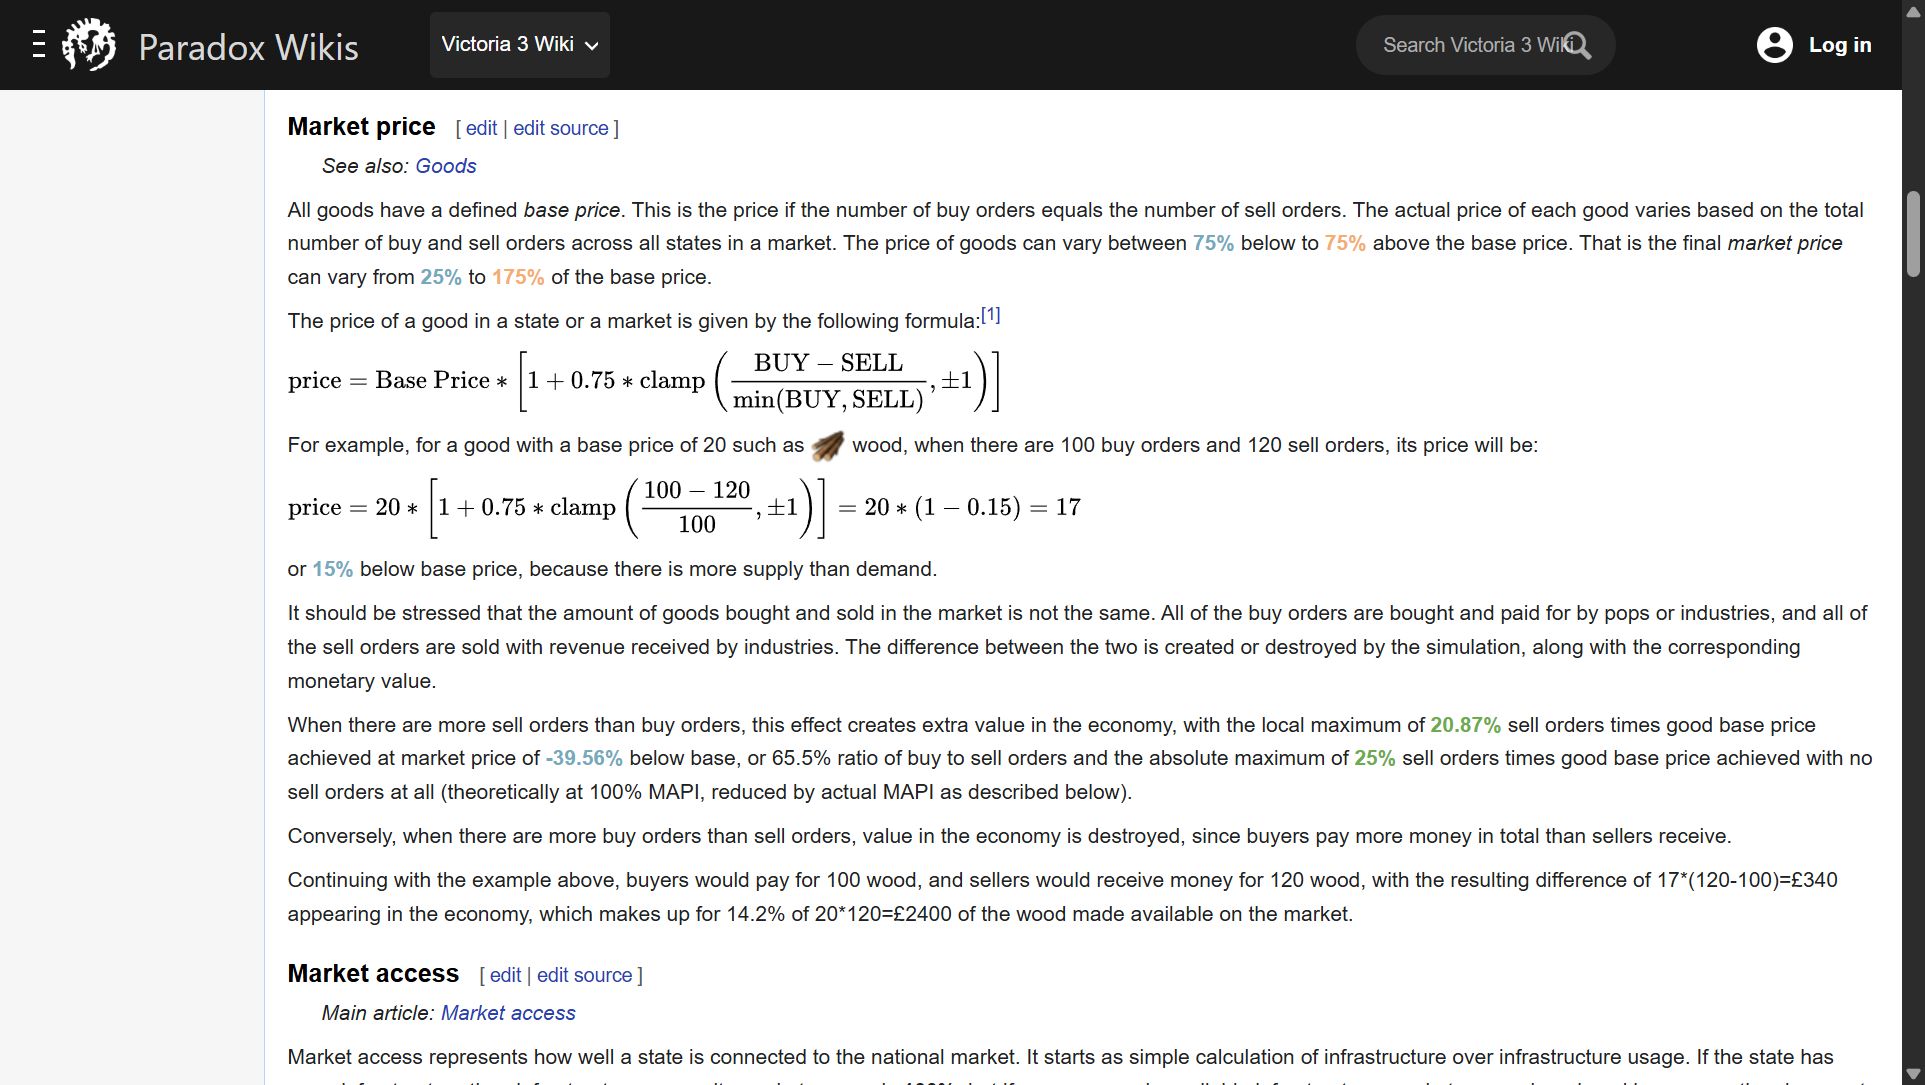 Paradox Wikis
Victoria 3 Wiki
Search Victoria 3 Wiki
Log in
Market price [ edit | edit source ]
See also: Goods
All goods have a defined base price. This is the price if the number of buy orders equals the number of sell orders. The actual price of each good varies based on the total
number of buy and sell orders across all states in a market. The price of goods can vary between 75% below to 75% above the base price. That is the final market price
can vary from 25% to 175% of the base price.
The price of a good in a state or a market is given by the following formula:[1]
price = Base Price * [1 + 0.75 * clamp (BUY − SELL / min(BUY, SELL), ±1)]
For example, for a good with a base price of 20 such as wood, when there are 100 buy orders and 120 sell orders, its price will be:
price = 20 * [1 + 0.75 * clamp (100 − 120 / 100, ±1)] = 20 * (1 − 0.15) = 17
or 15% below base price, because there is more supply than demand.
It should be stressed that the amount of goods bought and sold in the market is not the same. All of the buy orders are bought and paid for by pops or industries, and all of
the sell orders are sold with revenue received by industries. The difference between the two is created or destroyed by the simulation, along with the corresponding
monetary value.
When there are more sell orders than buy orders, this effect creates extra value in the economy, with the local maximum of 20.87% sell orders times good base price
achieved at market price of -39.56% below base, or 65.5% ratio of buy to sell orders and the absolute maximum of 25% sell orders times good base price achieved with no
sell orders at all (theoretically at 100% MAPI, reduced by actual MAPI as described below).
Conversely, when there are more buy orders than sell orders, value in the economy is destroyed, since buyers pay more money in total than sellers receive.
Continuing with the example above, buyers would pay for 100 wood, and sellers would receive money for 120 wood, with the resulting difference of 17*(120-100)=£340
appearing in the economy, which makes up for 14.2% of 20*120=£2400 of the wood made available on the market.
Market access [ edit | edit source ]
Main article: Market access
Market access represents how well a state is connected to the national market. It starts as simple calculation of infrastructure over infrastructure usage. If the state has